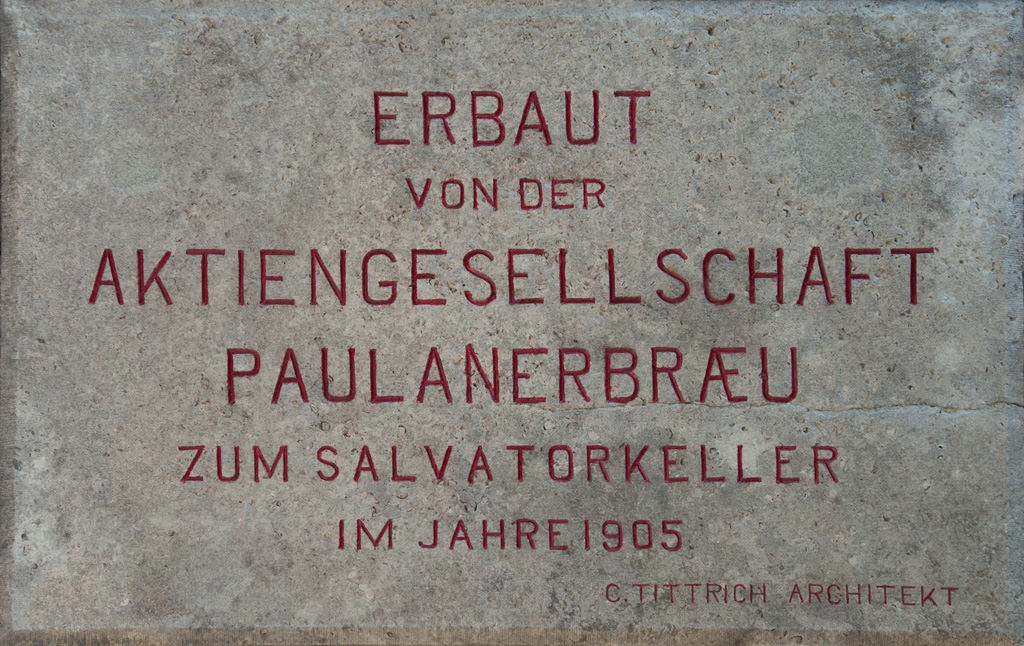 ERBAUT
VON DER
AKTIENGESELLSCHAFT
PAULANERBRÆU
ZUM SALVATORKELLER
IM JAHRE 1905
C. TITTRICH ARCHITEKT